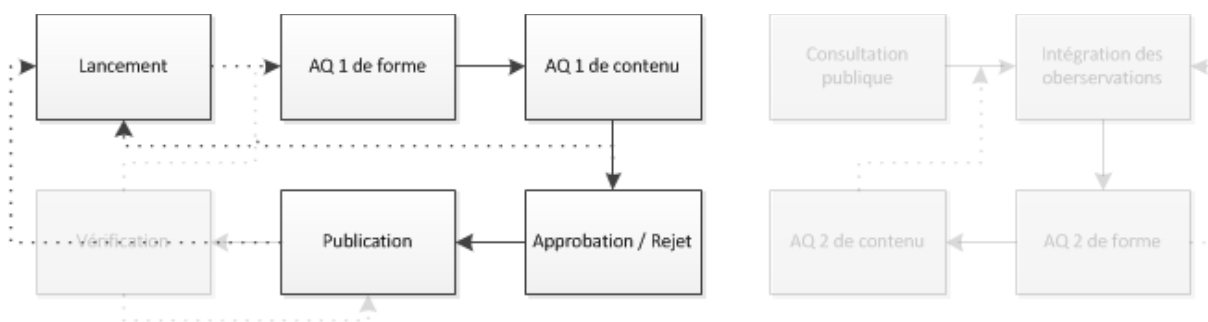 Lancement
AQ 1 de forme
AQ 1 de contenu
Consultation
publique
Intégration des
oberservations
Vérification
Publication
Approbation / Rejet
AQ 2 de contenu
AQ 2 de forme